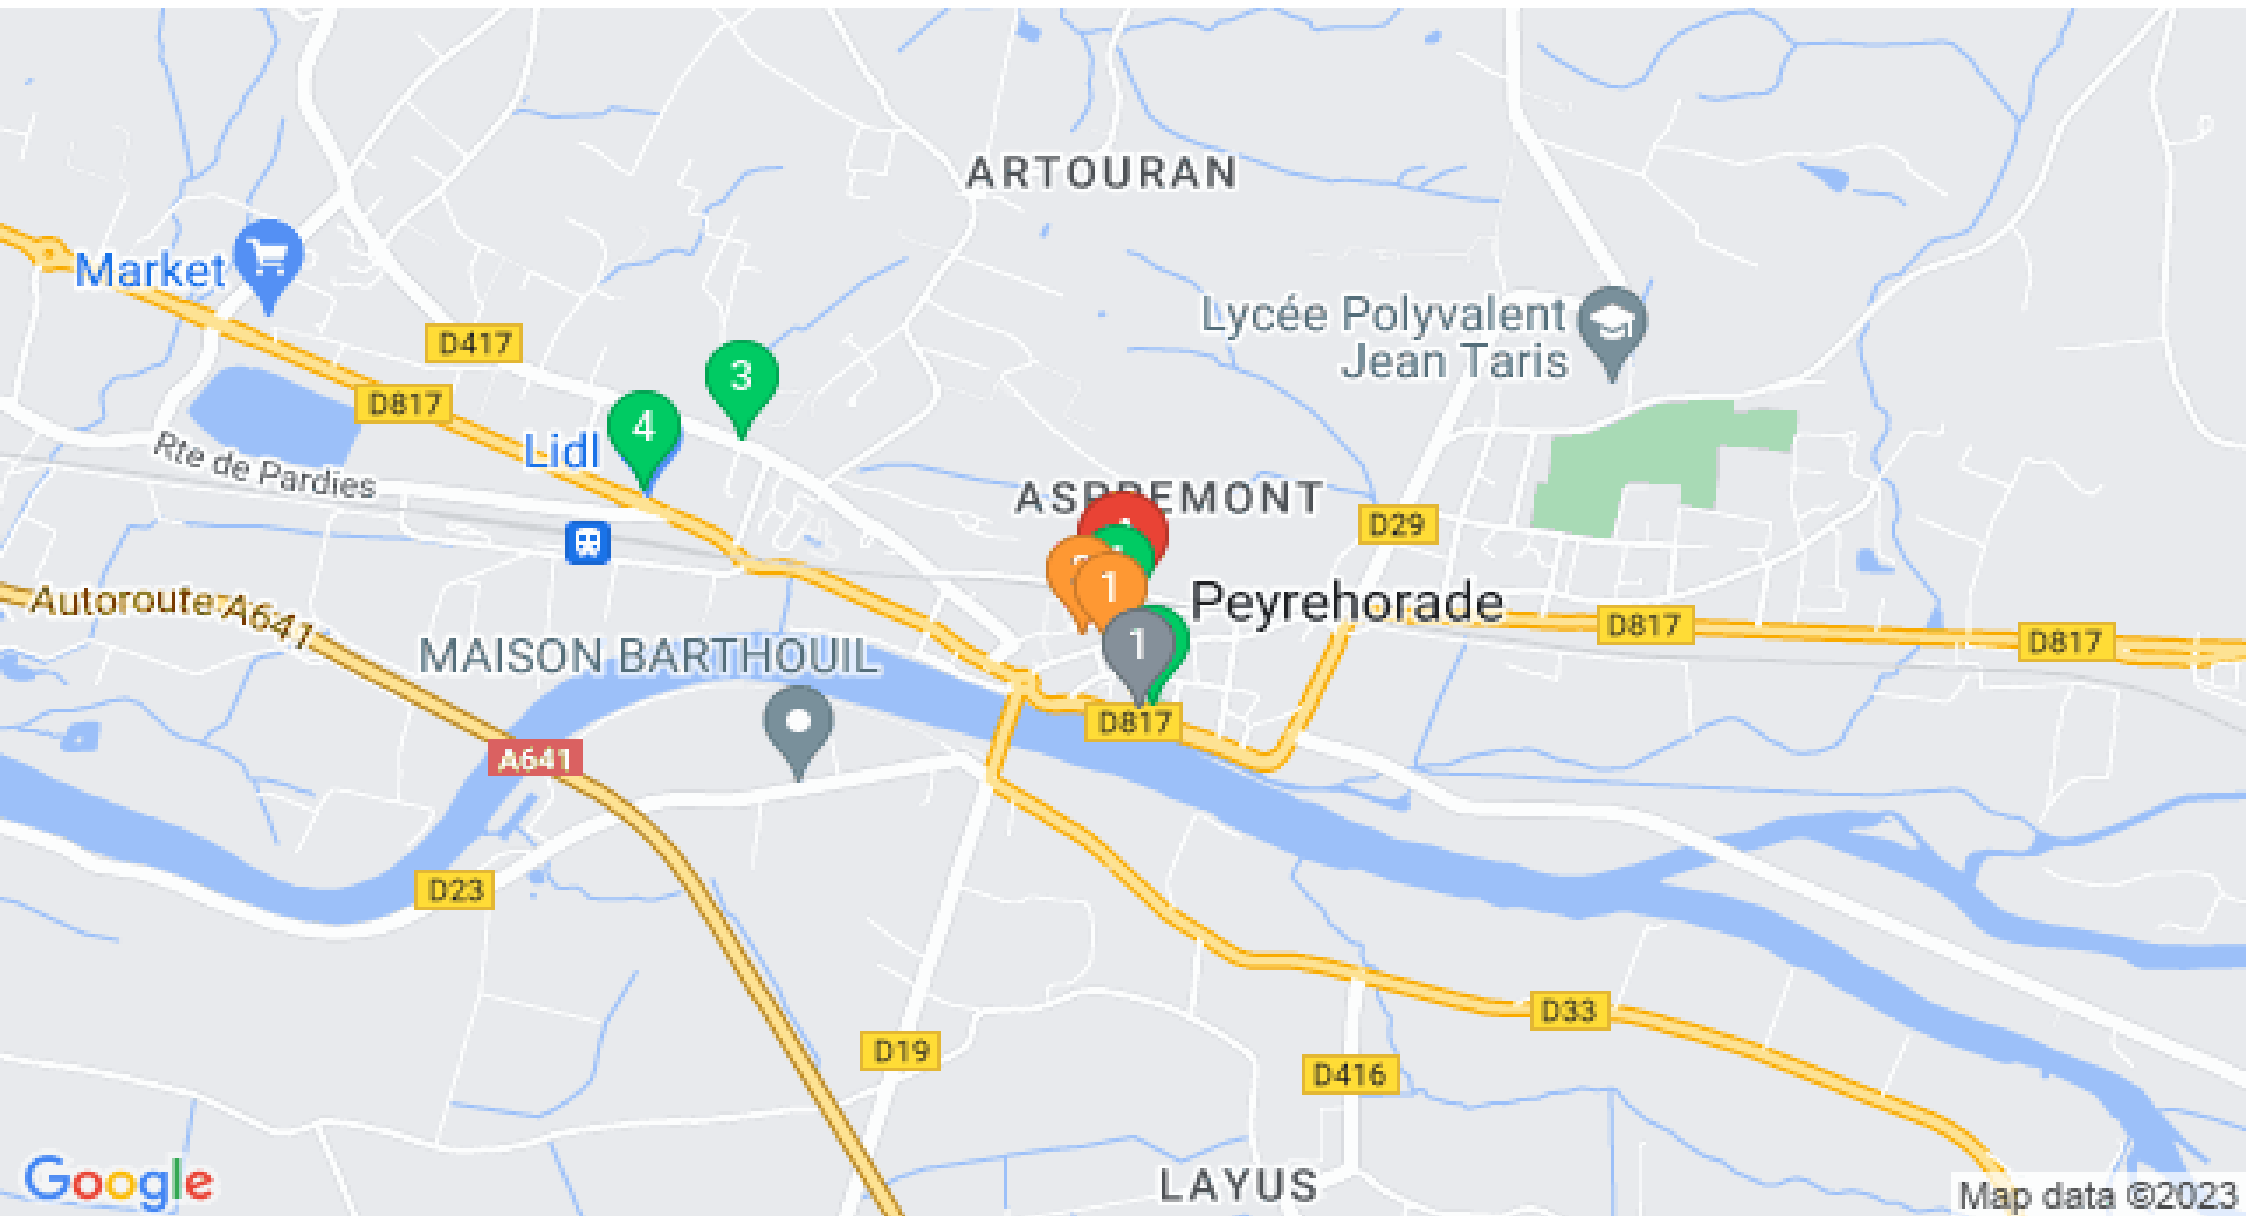 ARTOURAN
Market
Lycée Polyvalent
Jean Taris
D417
3
D817
4
Lidl
Rte de Pardies
ASPREMONT
D29
1
Peyrehorade
Autoroute A641
D817
D817
MAISON BARTHOUIL
1
D817
A641
D23
D33
D19
D416
LAYUS
Google
Map data ©2023